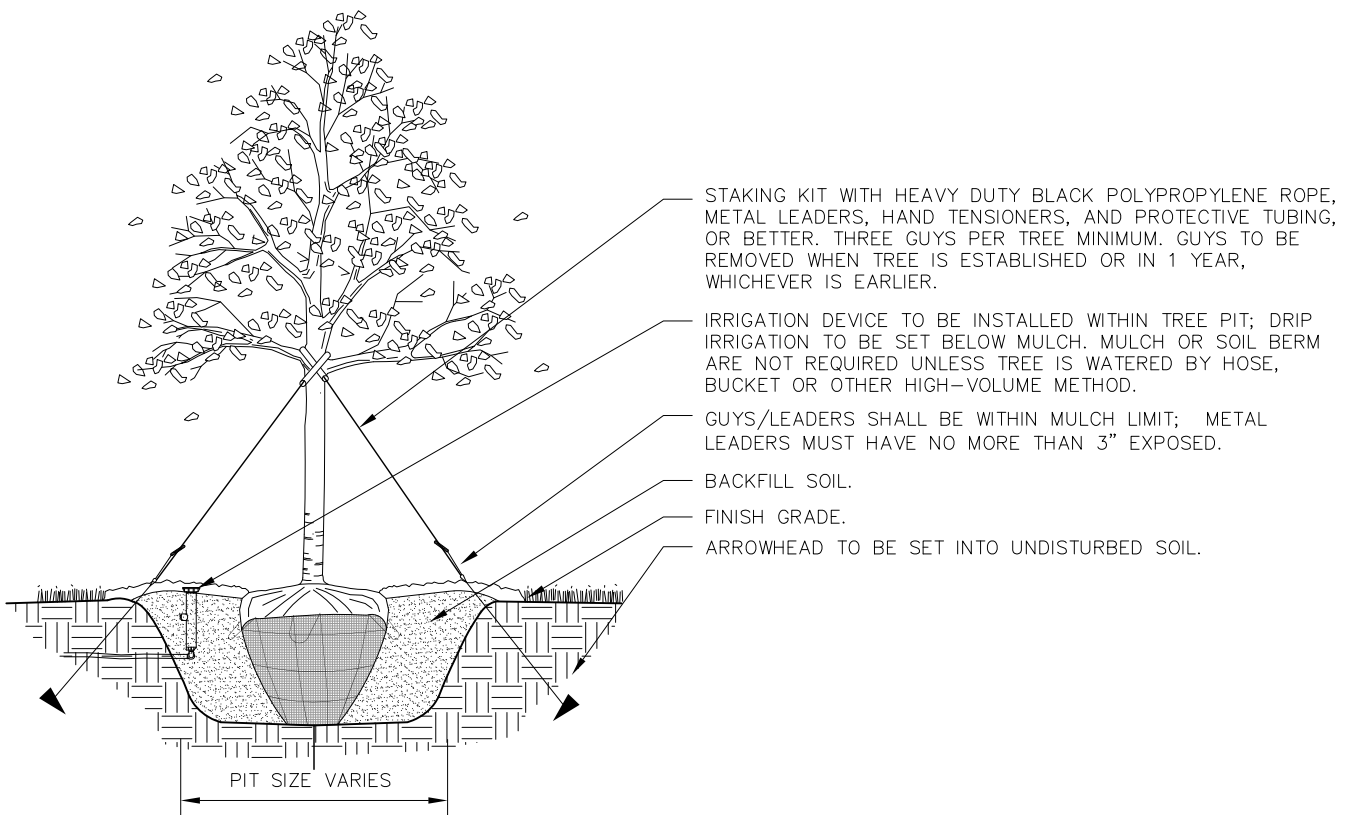 STAKING KIT WITH HEAVY DUTY BLACK POLYPROPYLENE ROPE,
METAL LEADERS, HAND TENSIONERS, AND PROTECTIVE TUBING,
OR BETTER. THREE GUYS PER TREE MINIMUM. GUYS TO BE
REMOVED WHEN TREE IS ESTABLISHED OR IN 1 YEAR,
WHICHEVER IS EARLIER.
IRRIGATION DEVICE TO BE INSTALLED WITHIN TREE PIT; DRIP
IRRIGATION TO BE SET BELOW MULCH. MULCH OR SOIL BERM
ARE NOT REQUIRED UNLESS TREE IS WATERED BY HOSE,
BUCKET OR OTHER HIGH-VOLUME METHOD.
GUYS/LEADERS SHALL BE WITHIN MULCH LIMIT; METAL
LEADERS MUST HAVE NO MORE THAN 3" EXPOSED.
BACKFILL SOIL.
FINISH GRADE.
ARROWHEAD TO BE SET INTO UNDISTURBED SOIL.
PIT SIZE VARIES